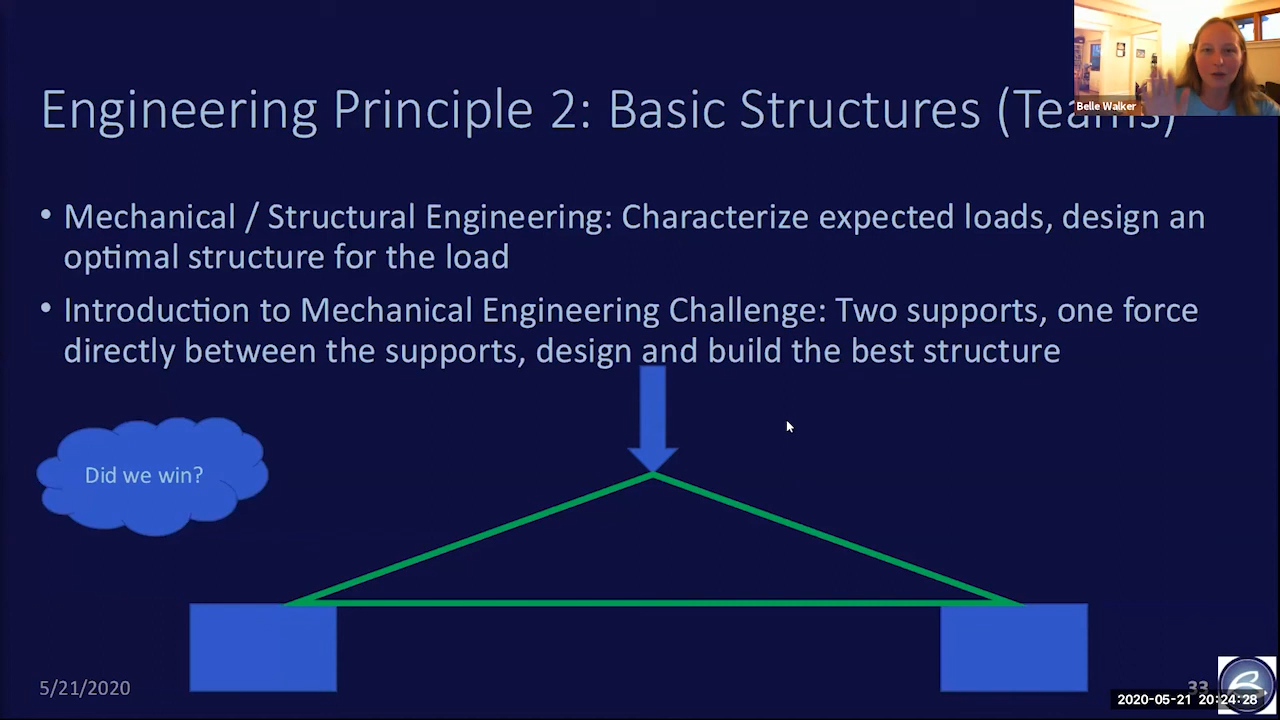 Engineering Principle 2: Basic Structures (Teams)
Belle Walker
• Mechanical / Structural Engineering: Characterize expected loads, design an
optimal structure for the load
• Introduction to Mechanical Engineering Challenge: Two supports, one force
directly between the supports, design and build the best structure
Did we win?
5/21/2020
33
2020-05-21 20:24:28